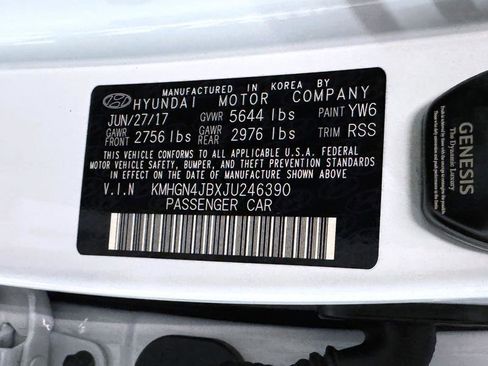 MANUFACTURED IN KOREA BY
HYUNDAI MOTOR COMPANY
JUN/27/17 GVWR 5644 lbs PAINT YW6
GAWR FRT 2756 lbs GAWR RR 2976 lbs TRIM RSS
THIS VEHICLE CONFORMS TO ALL APPLICABLE U.S.A. FEDERAL
MOTOR VEHICLE SAFETY, BUMPER, AND THEFT PREVENTION STANDARDS
IN EFFECT ON THE DATE OF MANUFACTURE SHOWN ABOVE.
V.I.N KMHGN4JBXJU246390
PASSENGER CAR
GENESIS
The Dynamic Luxury